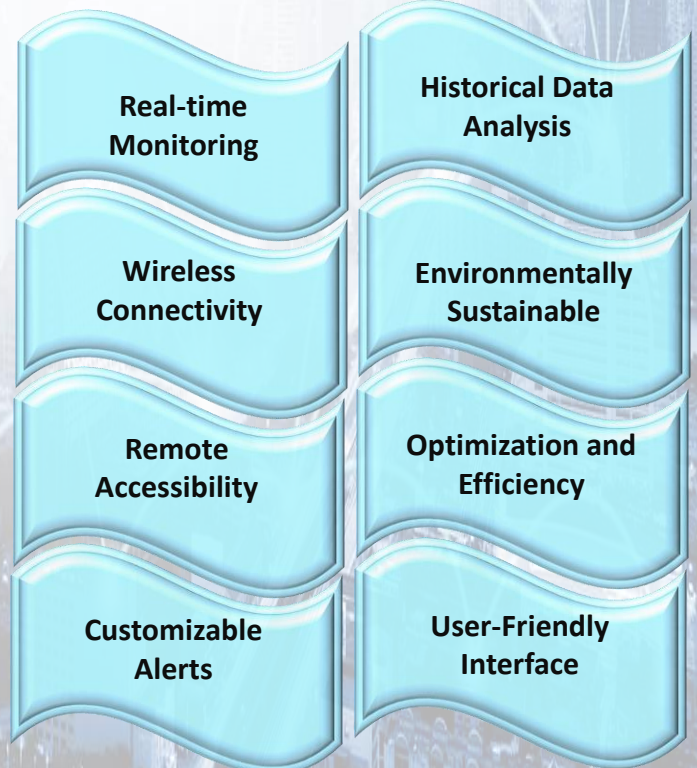 Real-time
Monitoring
Historical Data
Analysis
Wireless
Connectivity
Environmentally
Sustainable
Remote
Accessibility
Optimization and
Efficiency
Customizable
Alerts
User-Friendly
Interface